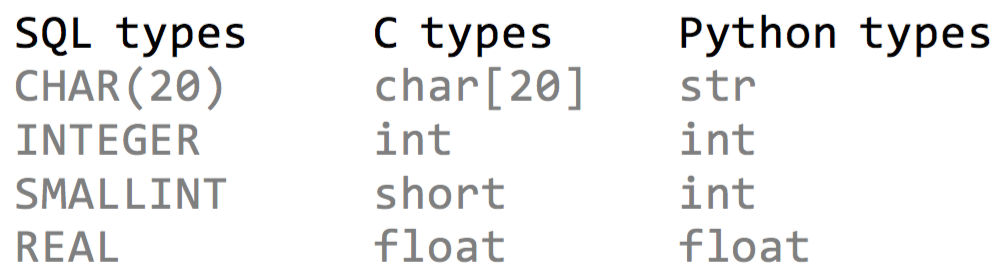 SQL types C types Python types
CHAR(20) char[20] str
INTEGER int int
SMALLINT short int
REAL float float